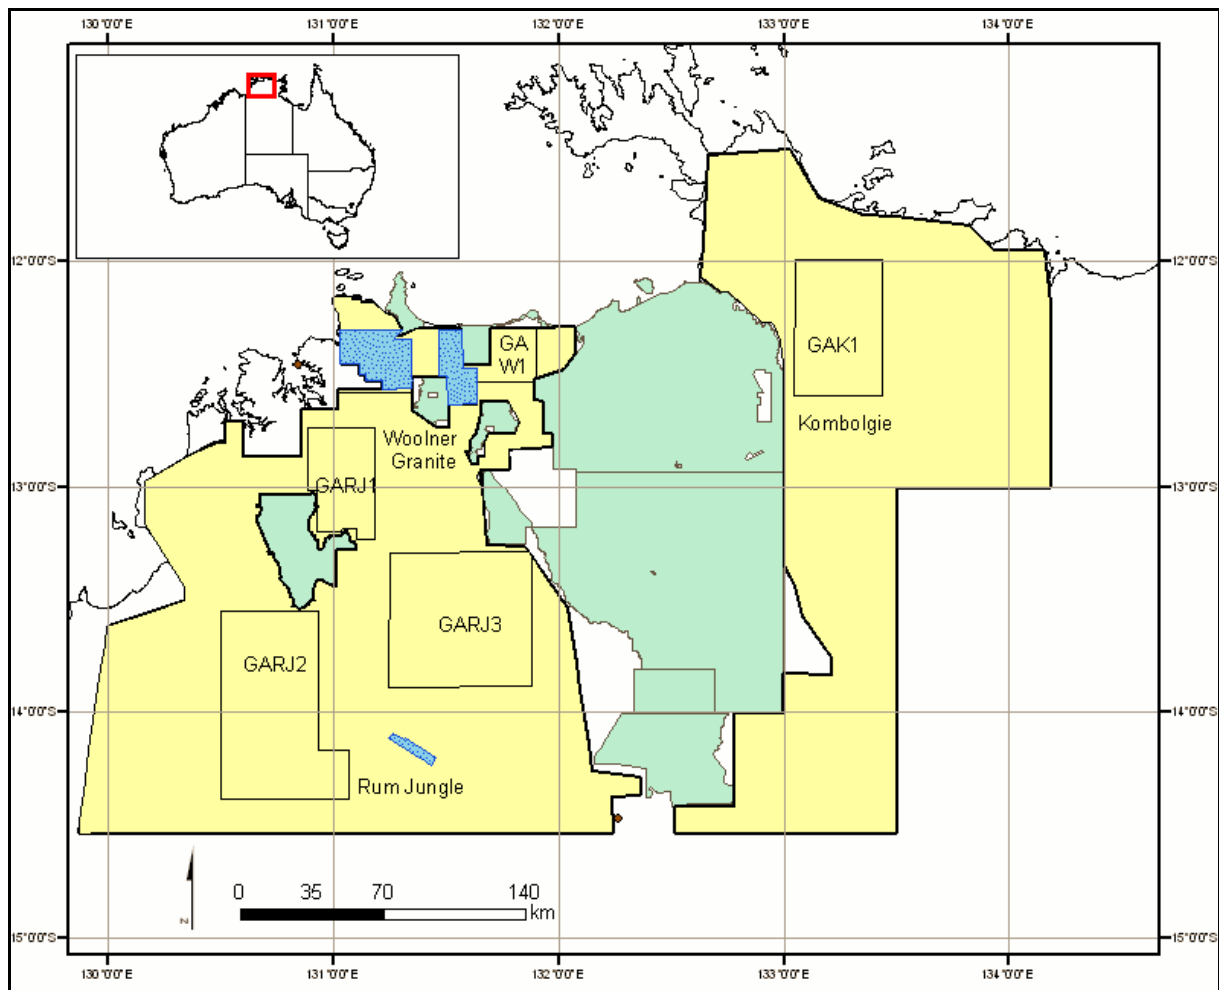 130°0'0"E 131°0'0"E 132°0'0"E 133°0'0"E 134°0'0"E
12°0'0"S 12°0'0"S
GA
W1
GAK1
Kombolgie
Woolner
Granite
GARJ1
13°0'0"S 13°0'0"S
GARJ3
GARJ2
14°0'0"S 14°0'0"S
Rum Jungle
0 35 70 140
km
N
15°0'0"S 15°0'0"S
130°0'0"E 131°0'0"E 132°0'0"E 133°0'0"E 134°0'0"E